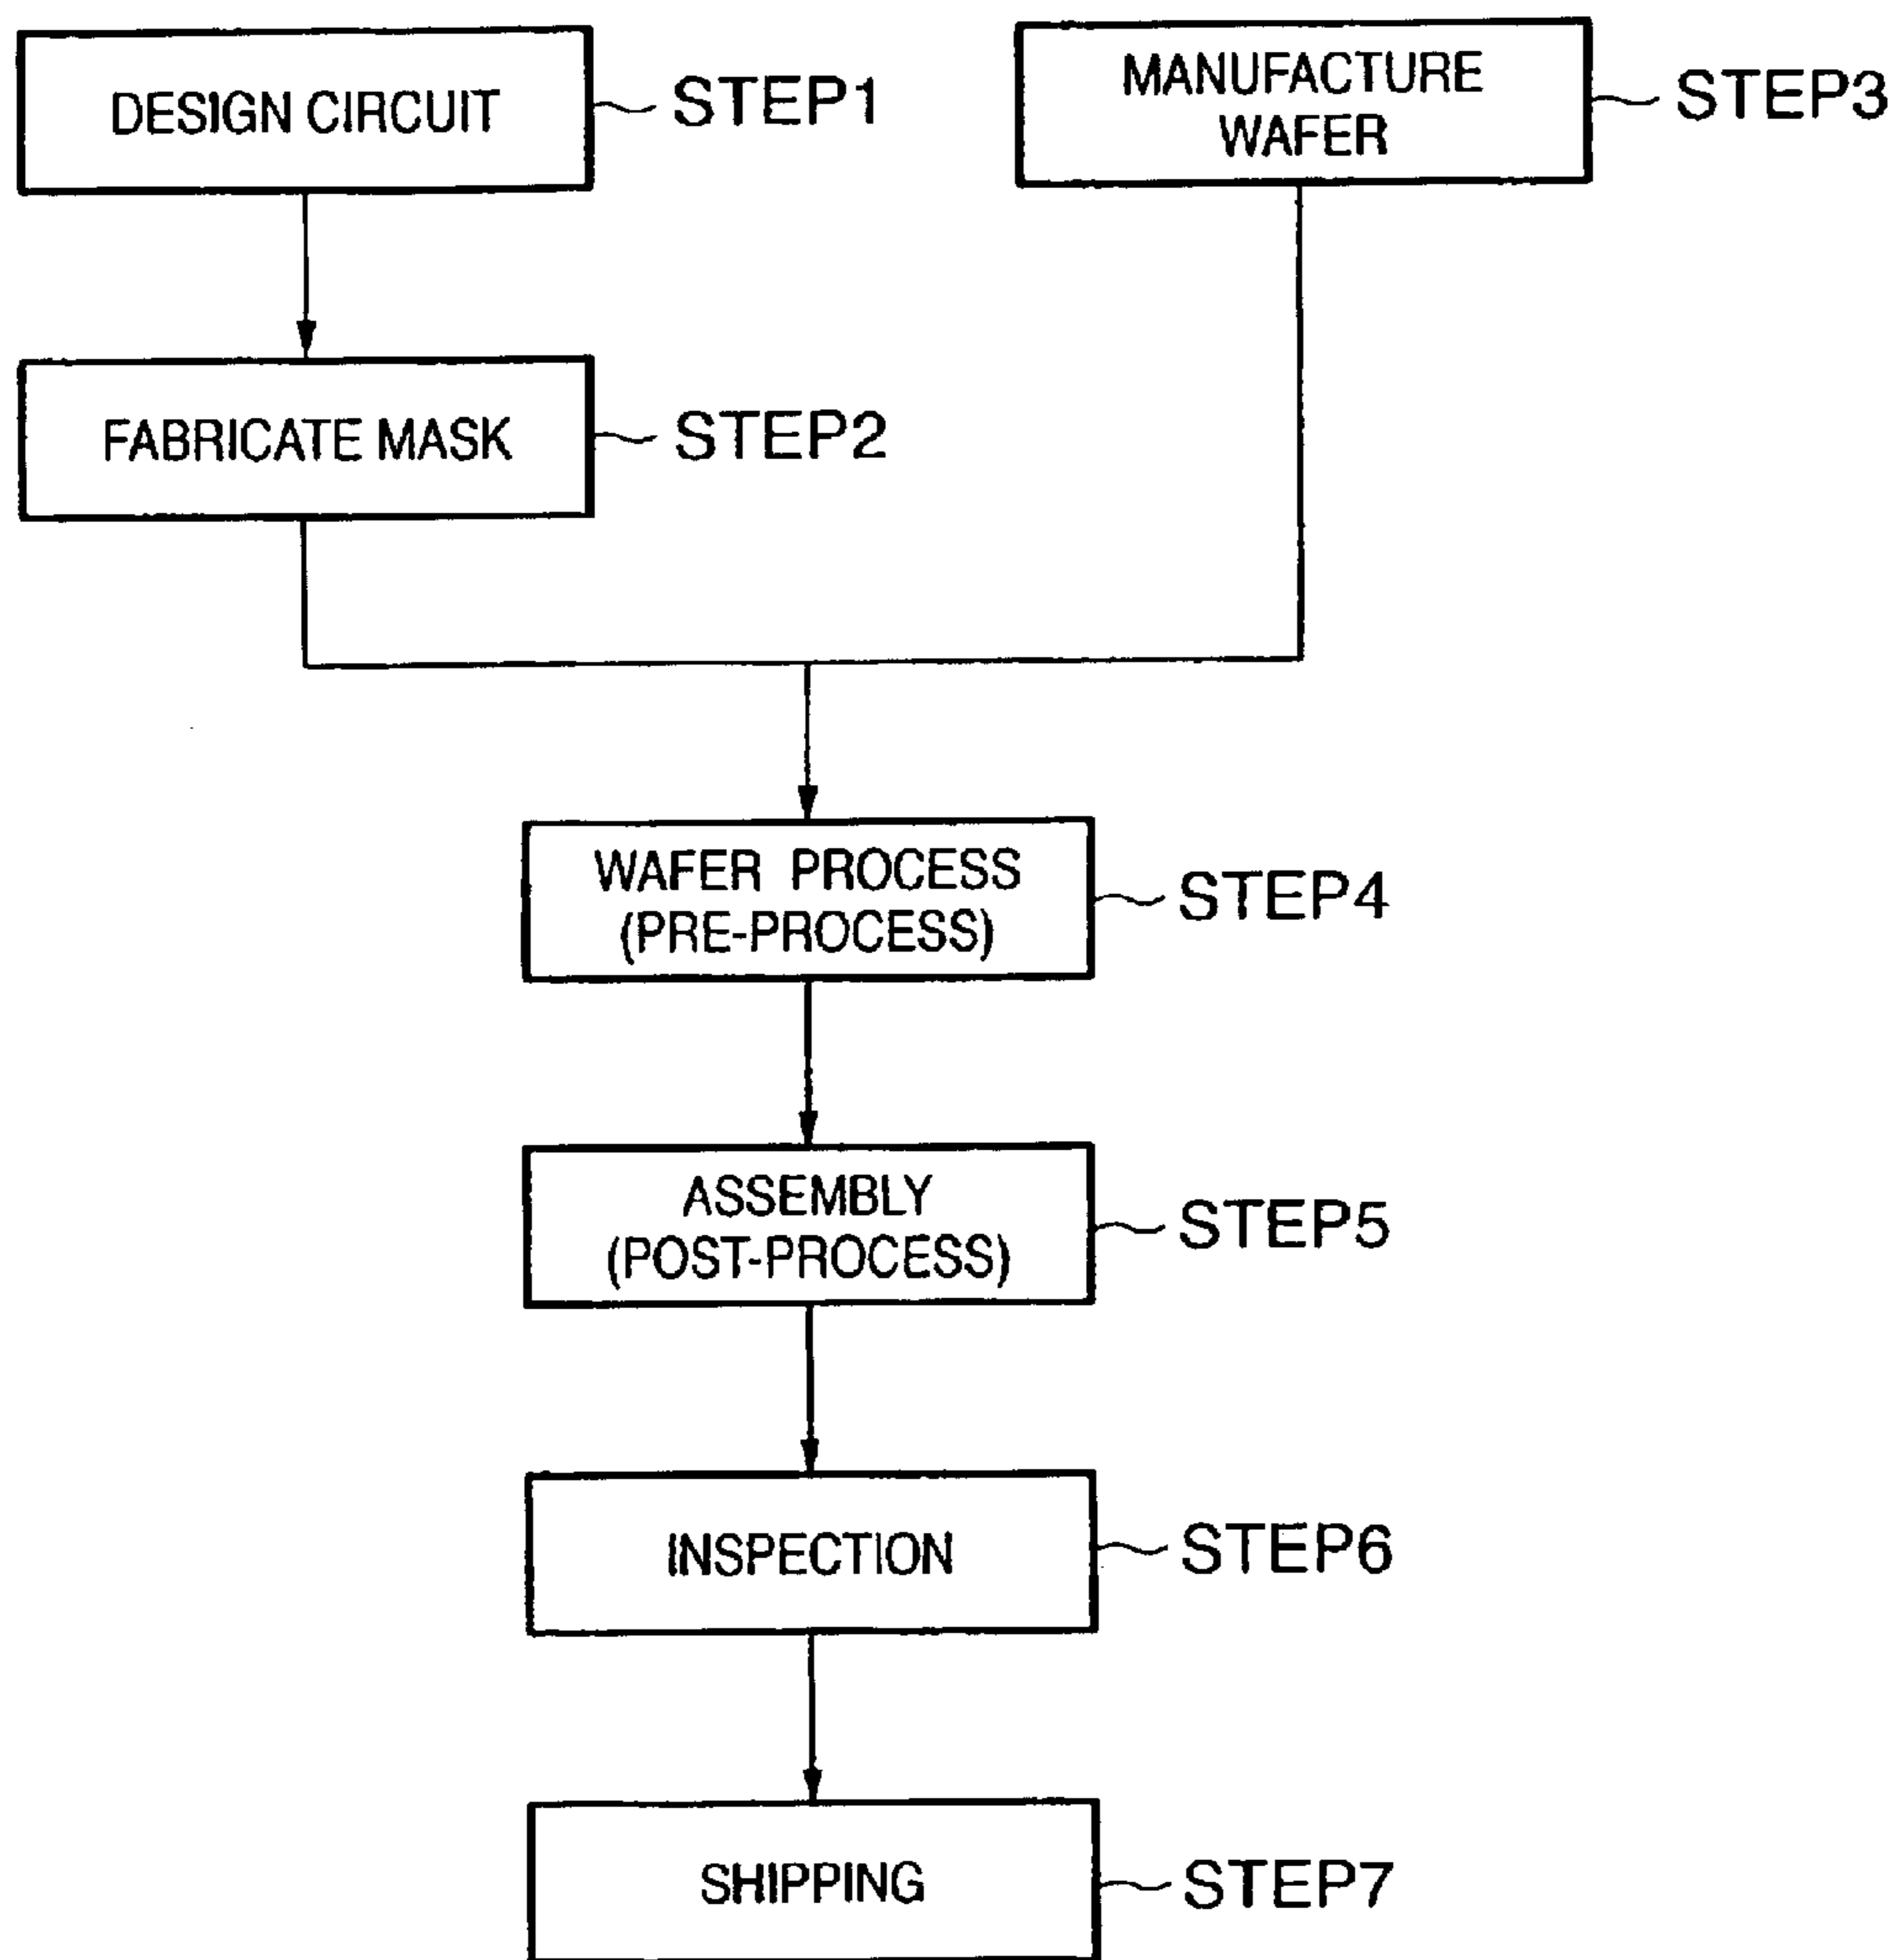 DESIGN CIRCUIT
STEP1
MANUFACTURE
WAFER
STEP3
FABRICATE MASK
STEP2
WAFER PROCESS
(PRE-PROCESS)
STEP4
ASSEMBLY
(POST-PROCESS)
STEP5
INSPECTION
STEP6
SHIPPING
STEP7